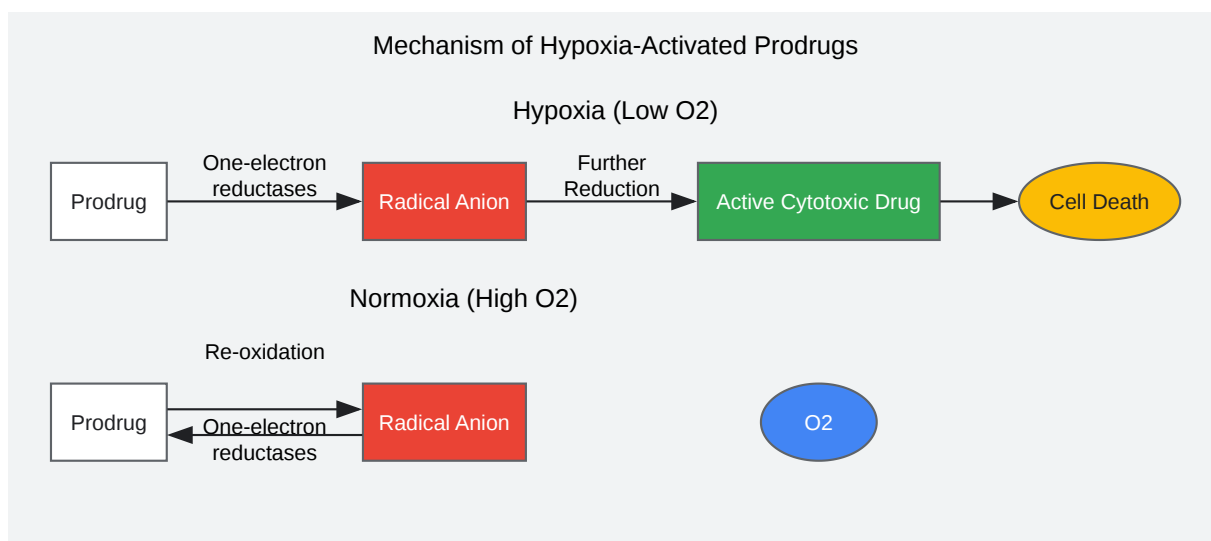 Mechanism of Hypoxia-Activated Prodrugs
Hypoxia (Low O2)
One-electron
reductases
Further
Reduction
Prodrug
Radical Anion
Active Cytotoxic Drug
Cell Death
Normoxia (High O2)
Re-oxidation
Prodrug
One-electron
reductases
Radical Anion
O2